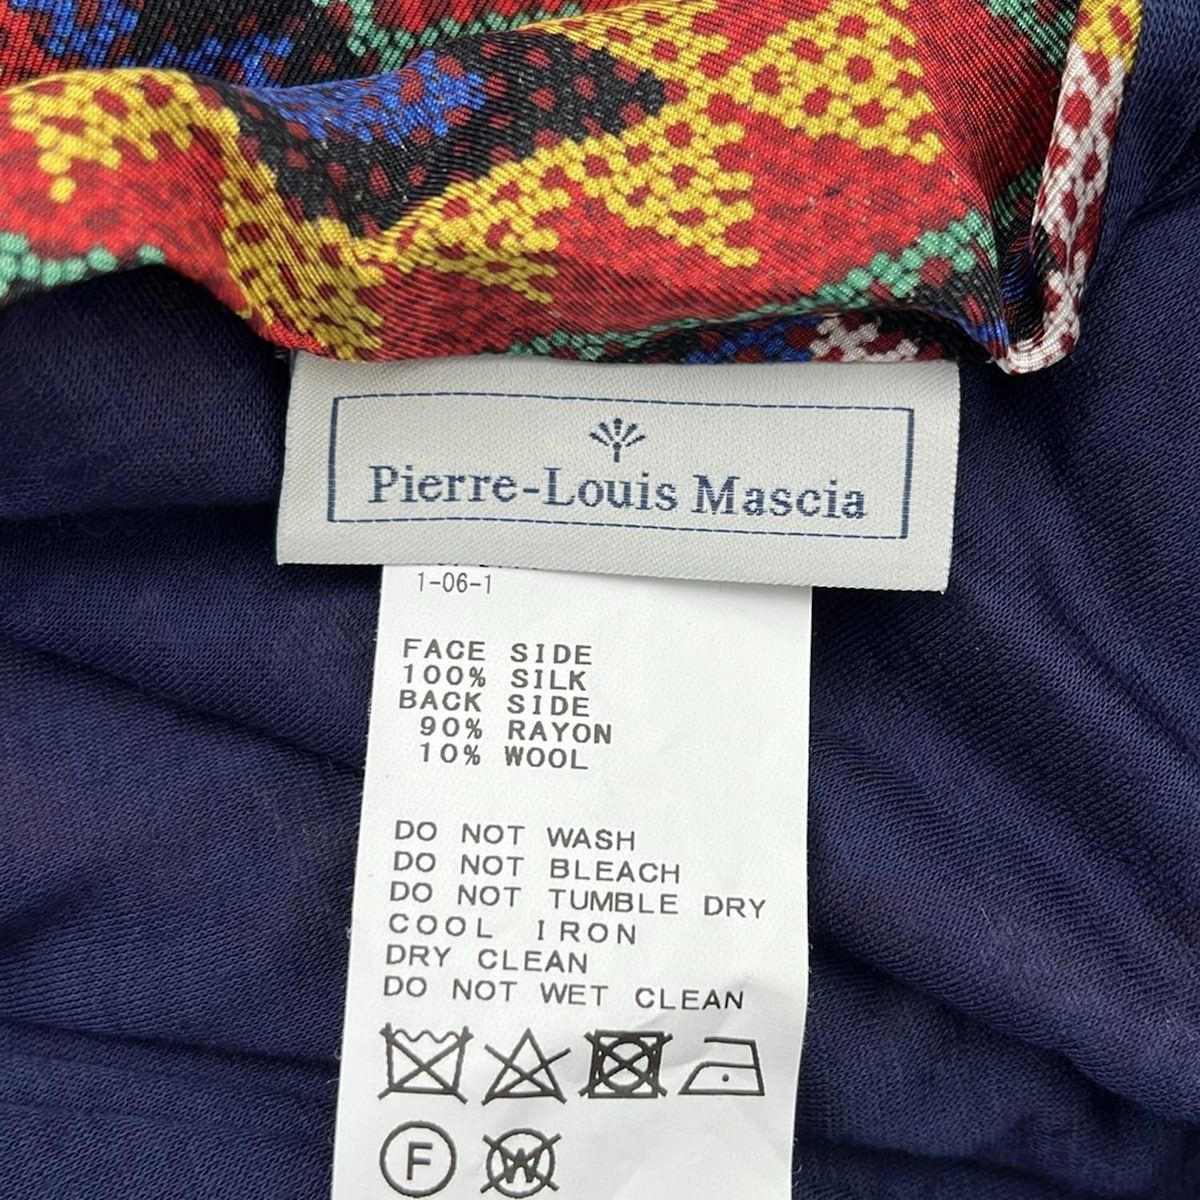 Pierre-Louis Mascia
1-06-1
FACE SIDE
100% SILK
BACK SIDE
90% RAYON
10% WOOL
DO NOT WASH
DO NOT BLEACH
DO NOT TUMBLE DRY
COOL IRON
DRY CLEAN
DO NOT WET CLEAN
F
W